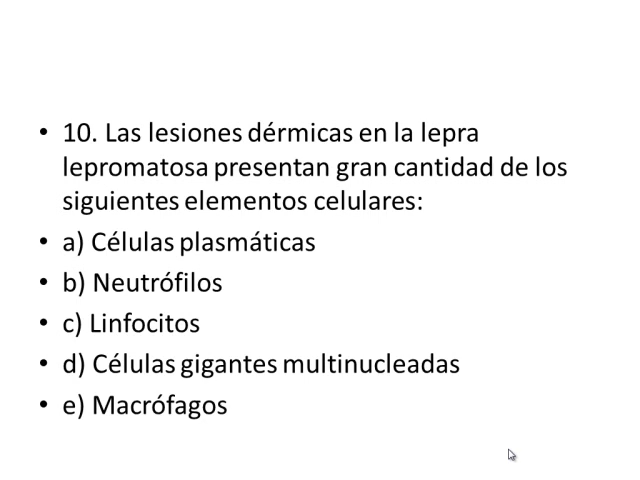 • 10. Las lesiones dérmicas en la lepra
lepromatosa presentan gran cantidad de los
siguientes elementos celulares:
• a) Células plasmáticas
• b) Neutrófilos
• c) Linfocitos
• d) Células gigantes multinucleadas
• e) Macrófagos